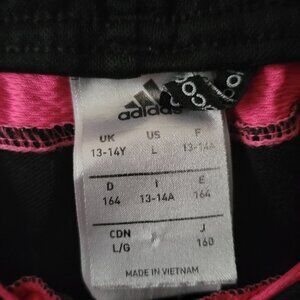 adidas
UK US F
13-14Y L 13-14A
D I E
164 13-14A 164
CDN J
L/G 160
MADE IN VIETNAM